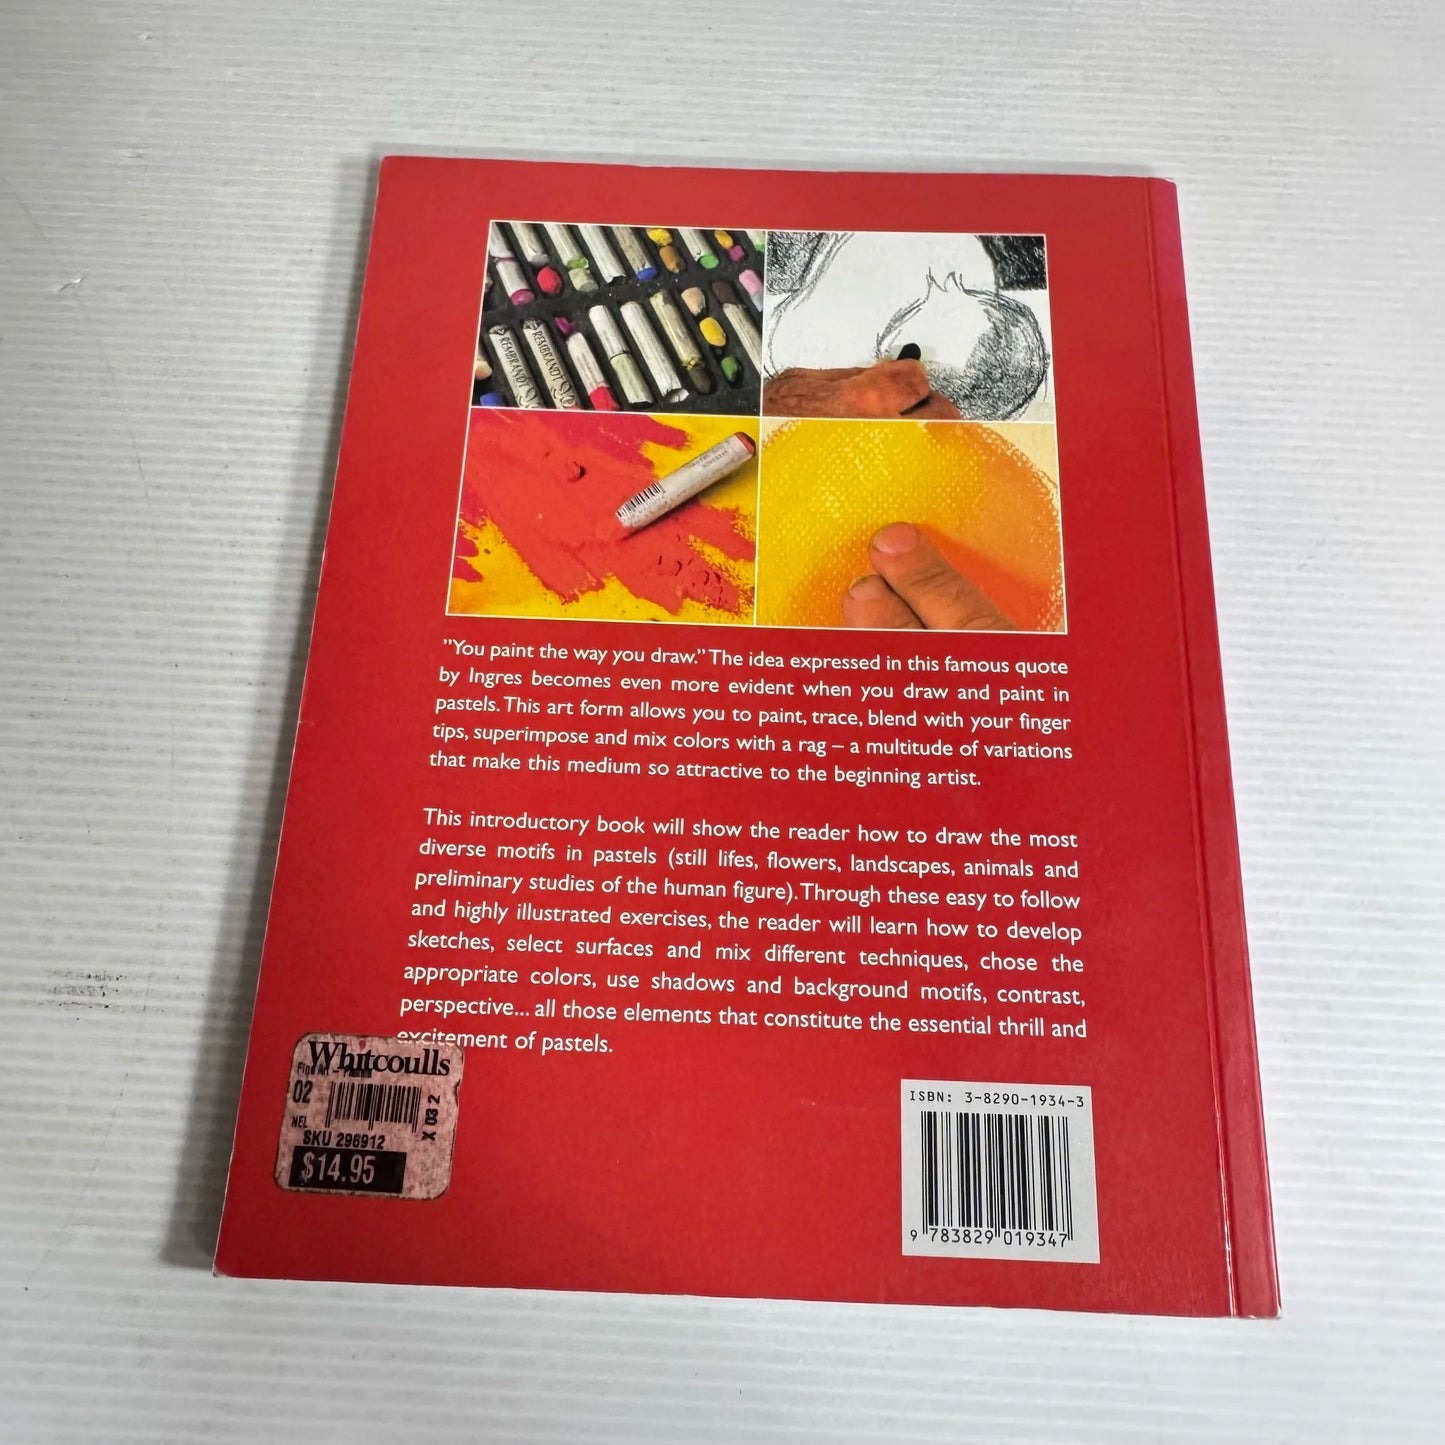 REMBRANDT
REMBRANDT
"You paint the way you draw." The idea expressed in this famous quote
by Ingres becomes even more evident when you draw and paint in
pastels. This art form allows you to paint, trace, blend with your finger
tips, superimpose and mix colors with a rag – a multitude of variations
that make this medium so attractive to the beginning artist.
This introductory book will show the reader how to draw the most
diverse motifs in pastels (still lifes, flowers, landscapes, animals and
preliminary studies of the human figure). Through these easy to follow
and highly illustrated exercises, the reader will learn how to develop
sketches, select surfaces and mix different techniques, chose the
appropriate colors, use shadows and background motifs, contrast,
perspective... all those elements that constitute the essential thrill and
excitement of pastels.
Whitcoulls
Fine Art –
02
NEL
X 03 2
SKU 296912
$14.95
ISBN: 3-8290-1934-3
9 783829 019347